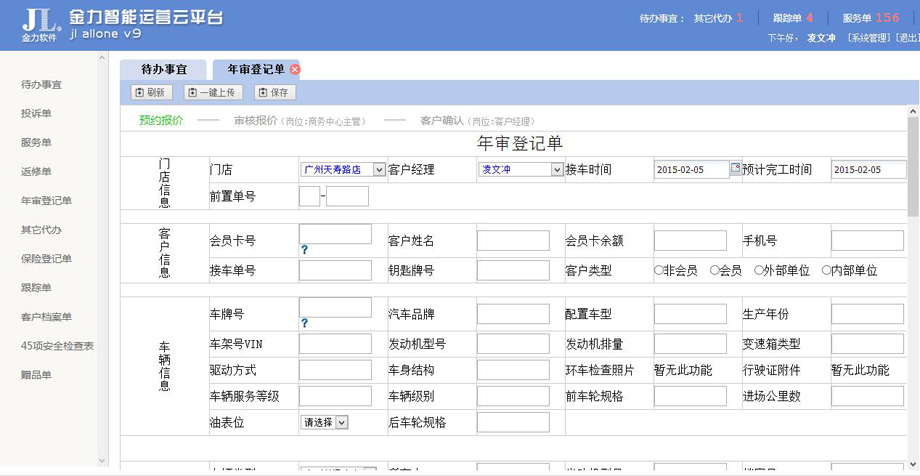 JL 金力智能运营云平台
金力软件 jl allone v9
待办事宜： 其它代办 1 跟踪单 4 服务单 156
下午好， 凌文冲 [系统管理] [退出]
待办事宜
投诉单
服务单
返修单
年审登记单
其它代办
保险登记单
跟踪单
客户档案单
45项安全检查表
赠品单
待办事宜 年审登记单
刷新 一键上传 保存
预约报价 审核报价 (岗位:商务中心主管) 客户确认 (岗位:客户经理)
年审登记单
门店信息
门店 广州天寿路店 客户经理 凌文冲 接车时间 2015-02-05 预计完工时间 2015-02-05
前置单号 -
客户信息
会员卡号 ? 客户姓名 会员卡余额 手机号
接车单号 钥匙牌号 客户类型 非会员 会员 外部单位 内部单位
车辆信息
车牌号 ? 汽车品牌 配置车型 生产年份
车架号VIN 发动机型号 发动机排量 变速箱类型
驱动方式 车身结构 环车检查照片 暂无此功能 行驶证附件 暂无此功能
车辆服务等级 车辆级别 前车轮规格 进场公里数
油表位 请选择 后车轮规格